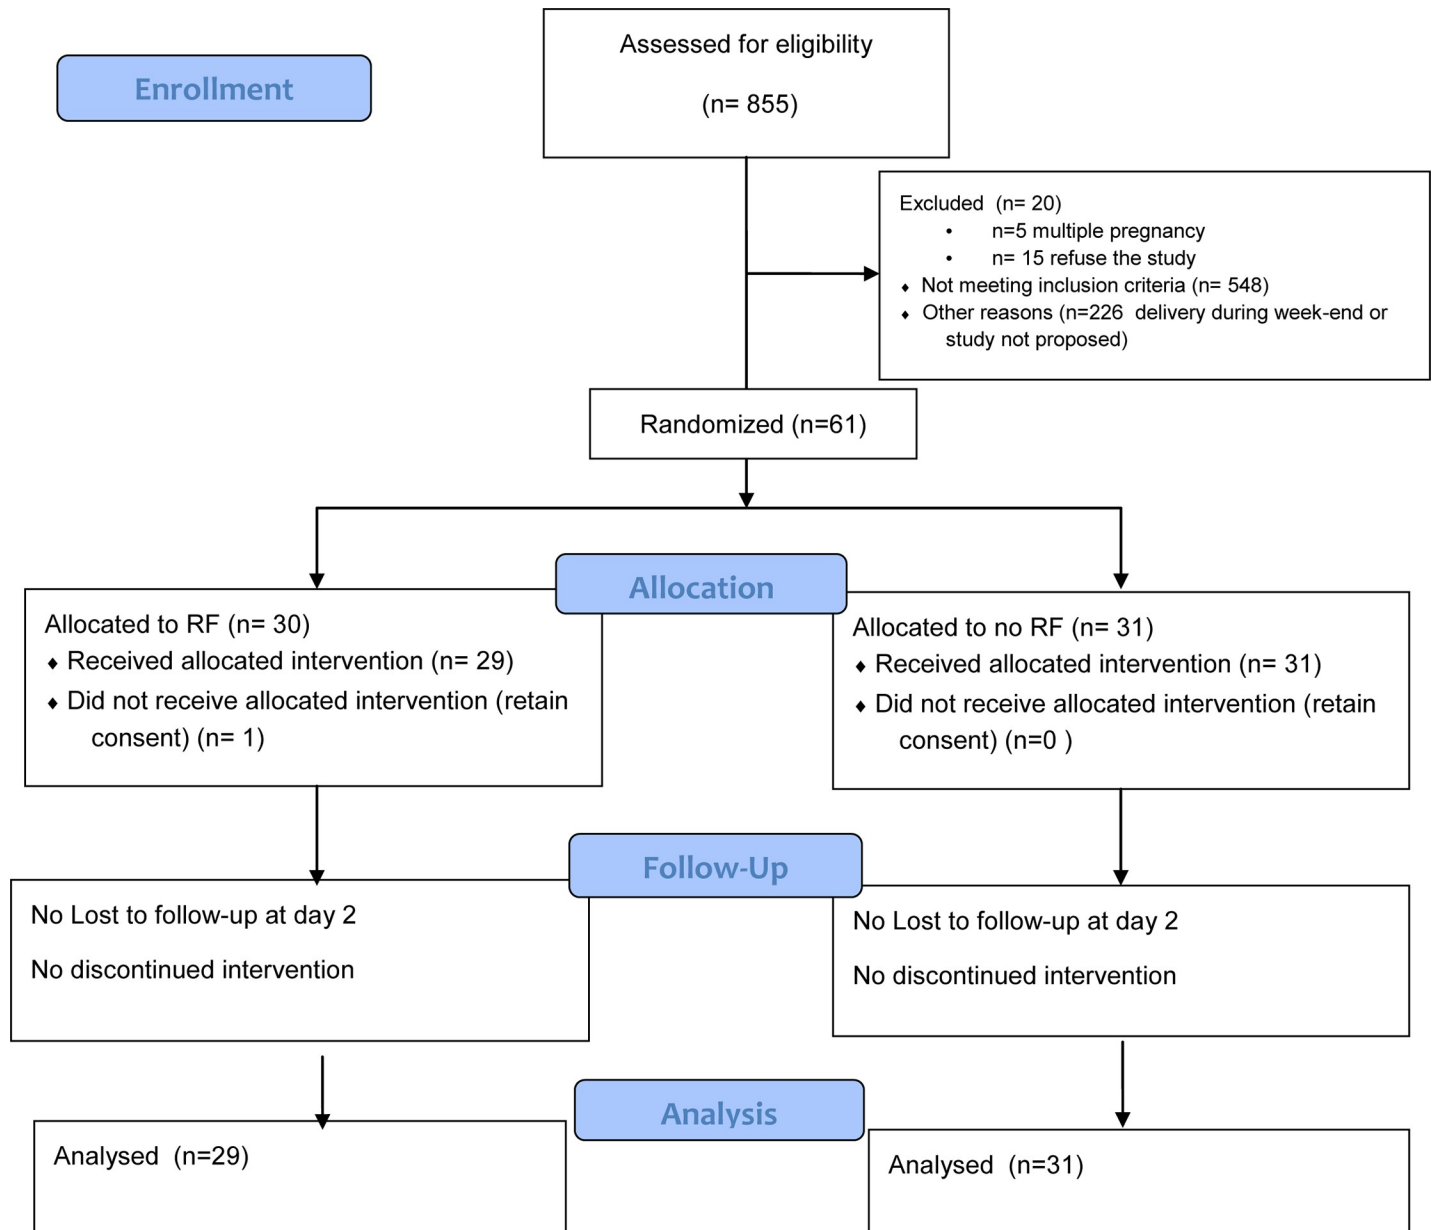 Assessed for eligibility
(n= 855)
Enrollment
Excluded (n= 20)
• n=5 multiple pregnancy
• n= 15 refuse the study
♦ Not meeting inclusion criteria (n= 548)
♦ Other reasons (n=226 delivery during week-end or
study not proposed)
Randomized (n=61)
Allocation
Allocated to RF (n= 30)
♦ Received allocated intervention (n= 29)
♦ Did not receive allocated intervention (retain
consent) (n= 1)
Allocated to no RF (n= 31)
♦ Received allocated intervention (n= 31)
♦ Did not receive allocated intervention (retain
consent) (n=0 )
Follow-Up
No Lost to follow-up at day 2
No discontinued intervention
No Lost to follow-up at day 2
No discontinued intervention
Analysis
Analysed (n=29)
Analysed (n=31)